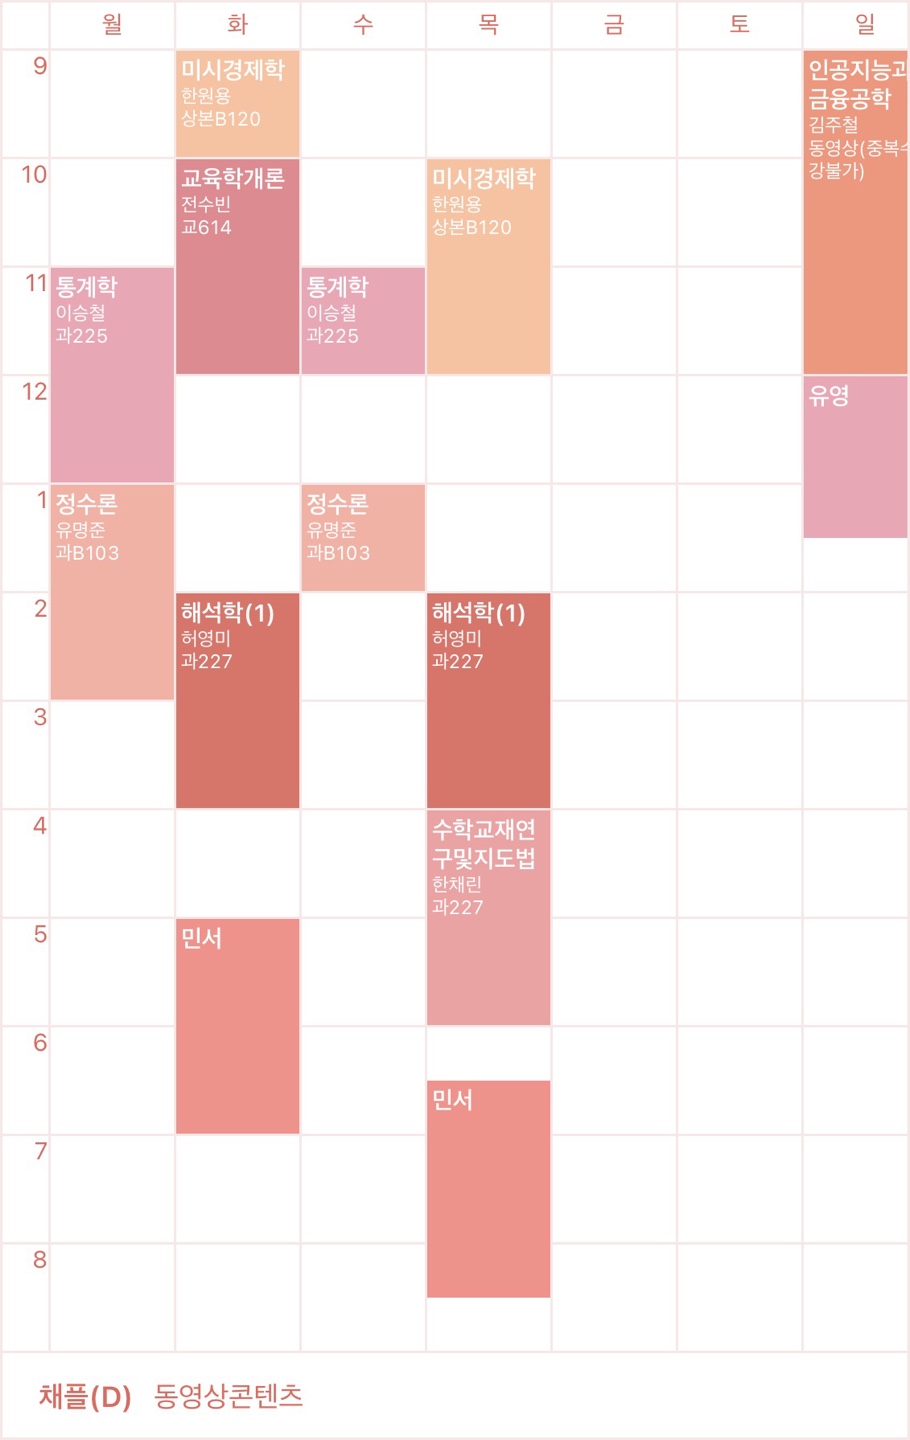 월 화 수 목 금 토 일
9
미시경제학
한원용
상본B120
인공지능과
금융공학
김주철
동영상(중복수
강불가)
10
교육학개론
전수빈
교614
미시경제학
한원용
상본B120
11
통계학
이승철
과225
통계학
이승철
과225
12
유영
1
정수론
유명준
과B103
정수론
유명준
과B103
2
해석학(1)
허영미
과227
해석학(1)
허영미
과227
3
4
수학교재연
구및지도법
한채린
과227
5
민서
6
민서
7
8
채플(D) 동영상콘텐츠